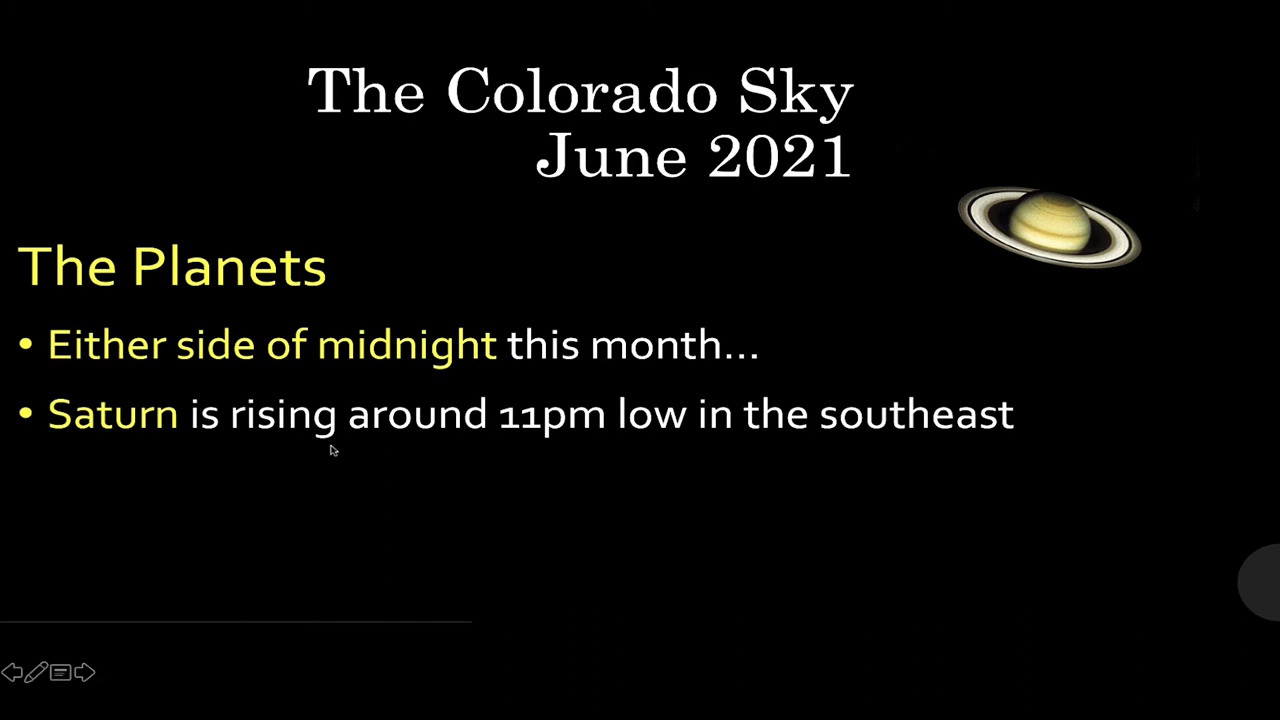 The Colorado Sky
June 2021
The Planets
• Either side of midnight this month...
• Saturn is rising around 11pm low in the southeast